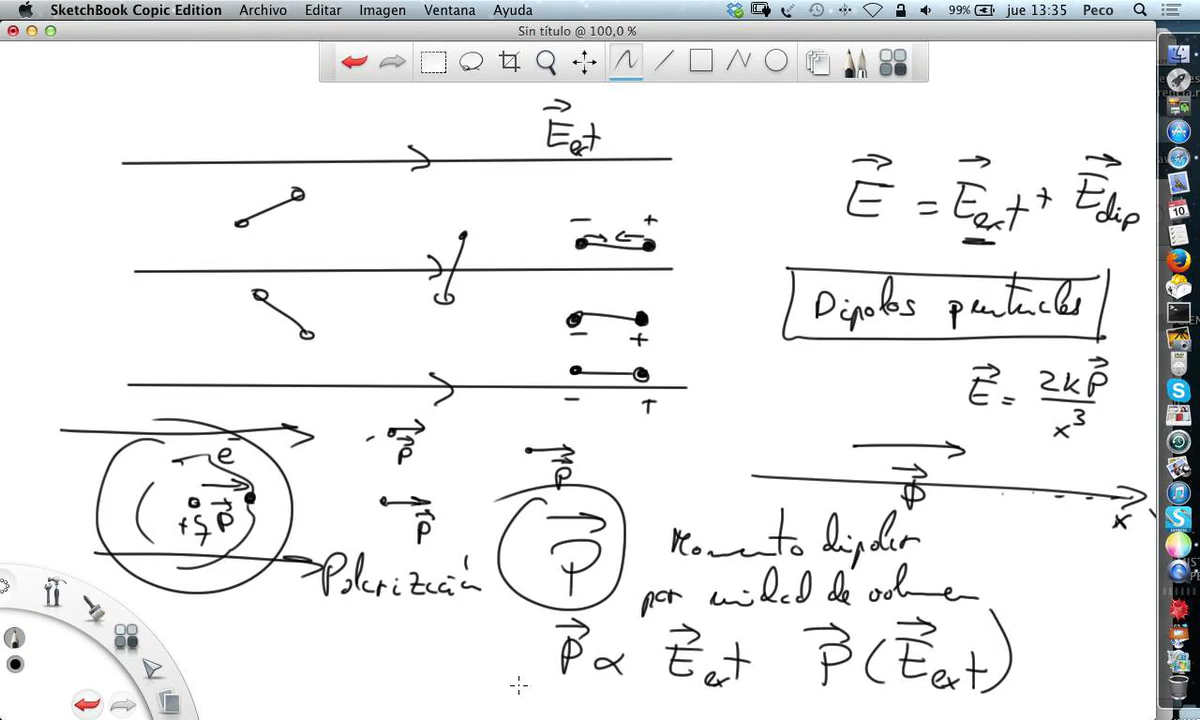 SketchBook Copic Edition Archivo Editar Imagen Ventana Ayuda 99% jue 13:35 Peco
Sin título @ 100,0 %
E ext
E = E ext + E dip
- +
Dipolos puntuales
- +
E = 2kp / x³
- +
e-
p
p
+q p
p
p
x
Polarización
P
Momento dipolar
por unidad de volumen
P ∝ E ext P (E ext)